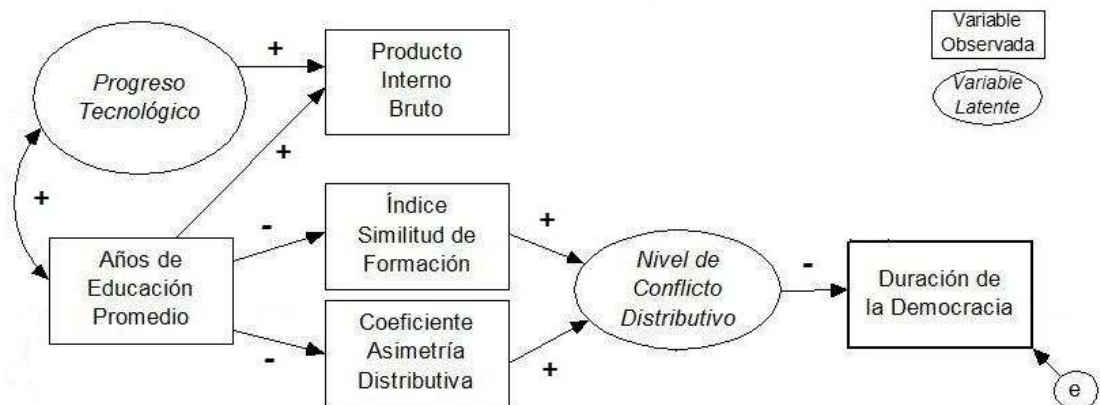 Progreso
Tecnológico
+
Producto
Interno
Bruto
Variable
Observada
Variable
Latente
+
+
Años de
Educación
Promedio
-
Índice
Similitud de
Formación
+
-
Coeficiente
Asimetría
Distributiva
+
Nivel de
Conflicto
Distributivo
-
Duración de
la Democracia
e